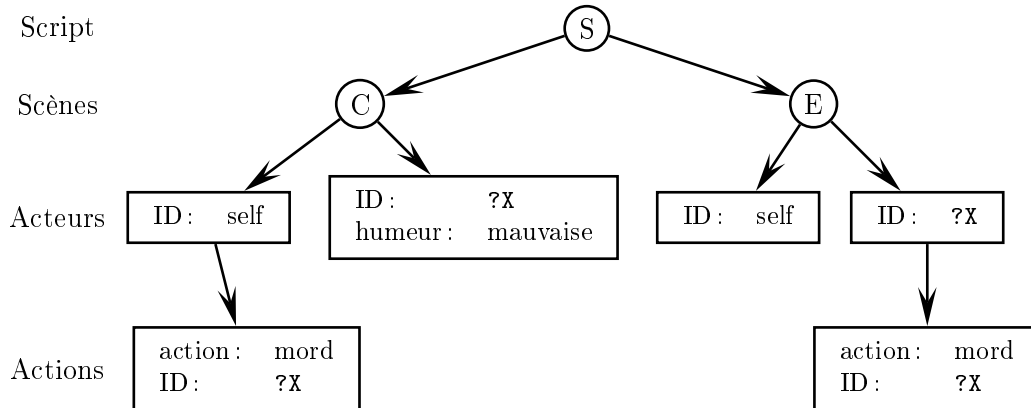 Script
S
Scènes
C
E
Acteurs
ID : self
ID : ?X
humeur : mauvaise
ID : self
ID : ?X
Actions
action : mord
ID : ?X
action : mord
ID : ?X